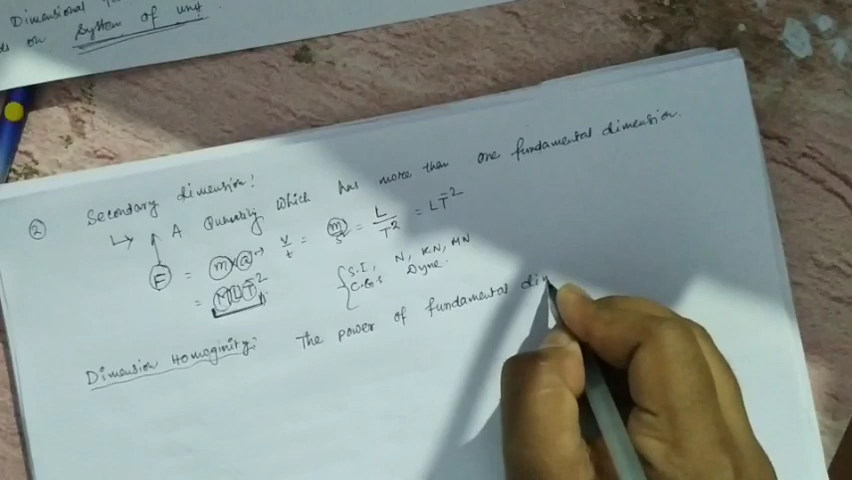 Dimensional
on System of unit
② Secondary dimension:
↳ A Quantity which has more than one fundamental dimension.
F = m × a → V/t = m/s = L/T² = LT⁻²
= MLT⁻²
S.I, N, KN, MN
C.G.S Dyne.
Dimension Homoginity: The power of fundamental dim